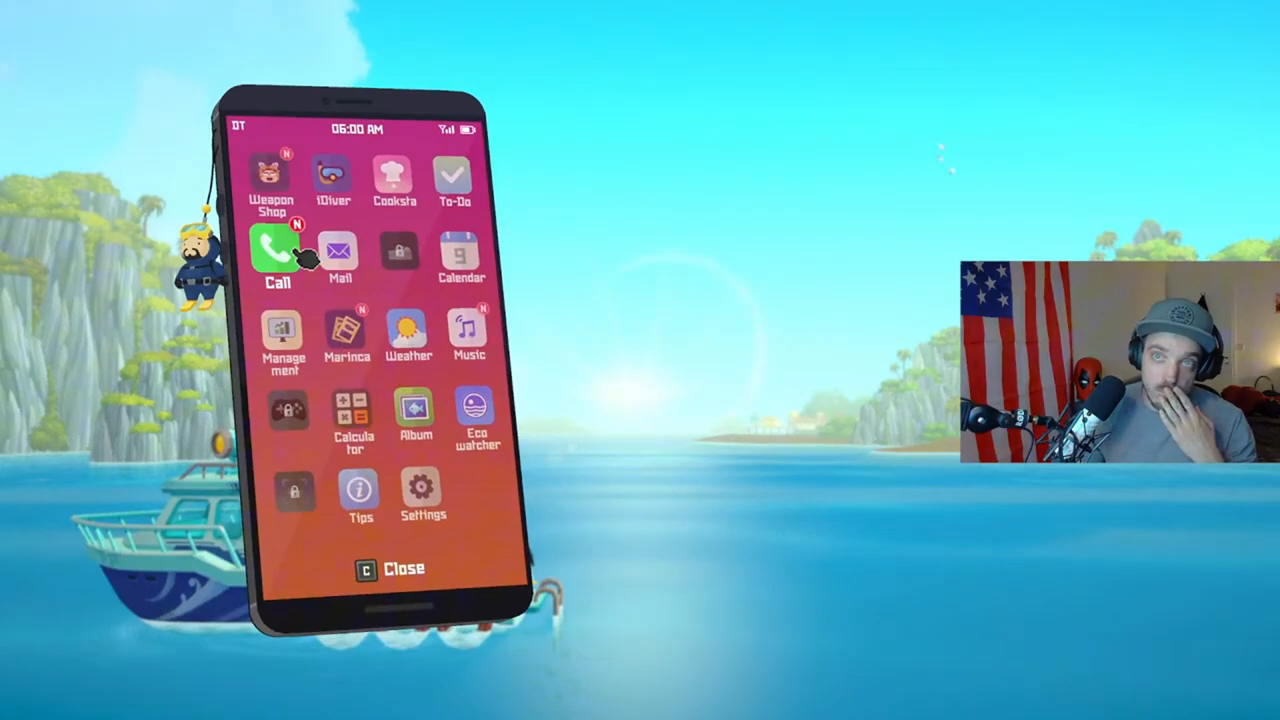 DT
06:00 AM
N
Weapon
Shop
iDiver
Cooksta
To-Do
N
Call
Mail
9
Calendar
N
N
Manage
ment
Marinca
Weather
Music
Calcula
tor
Album
Eco
watcher
Tips
Settings
C Close